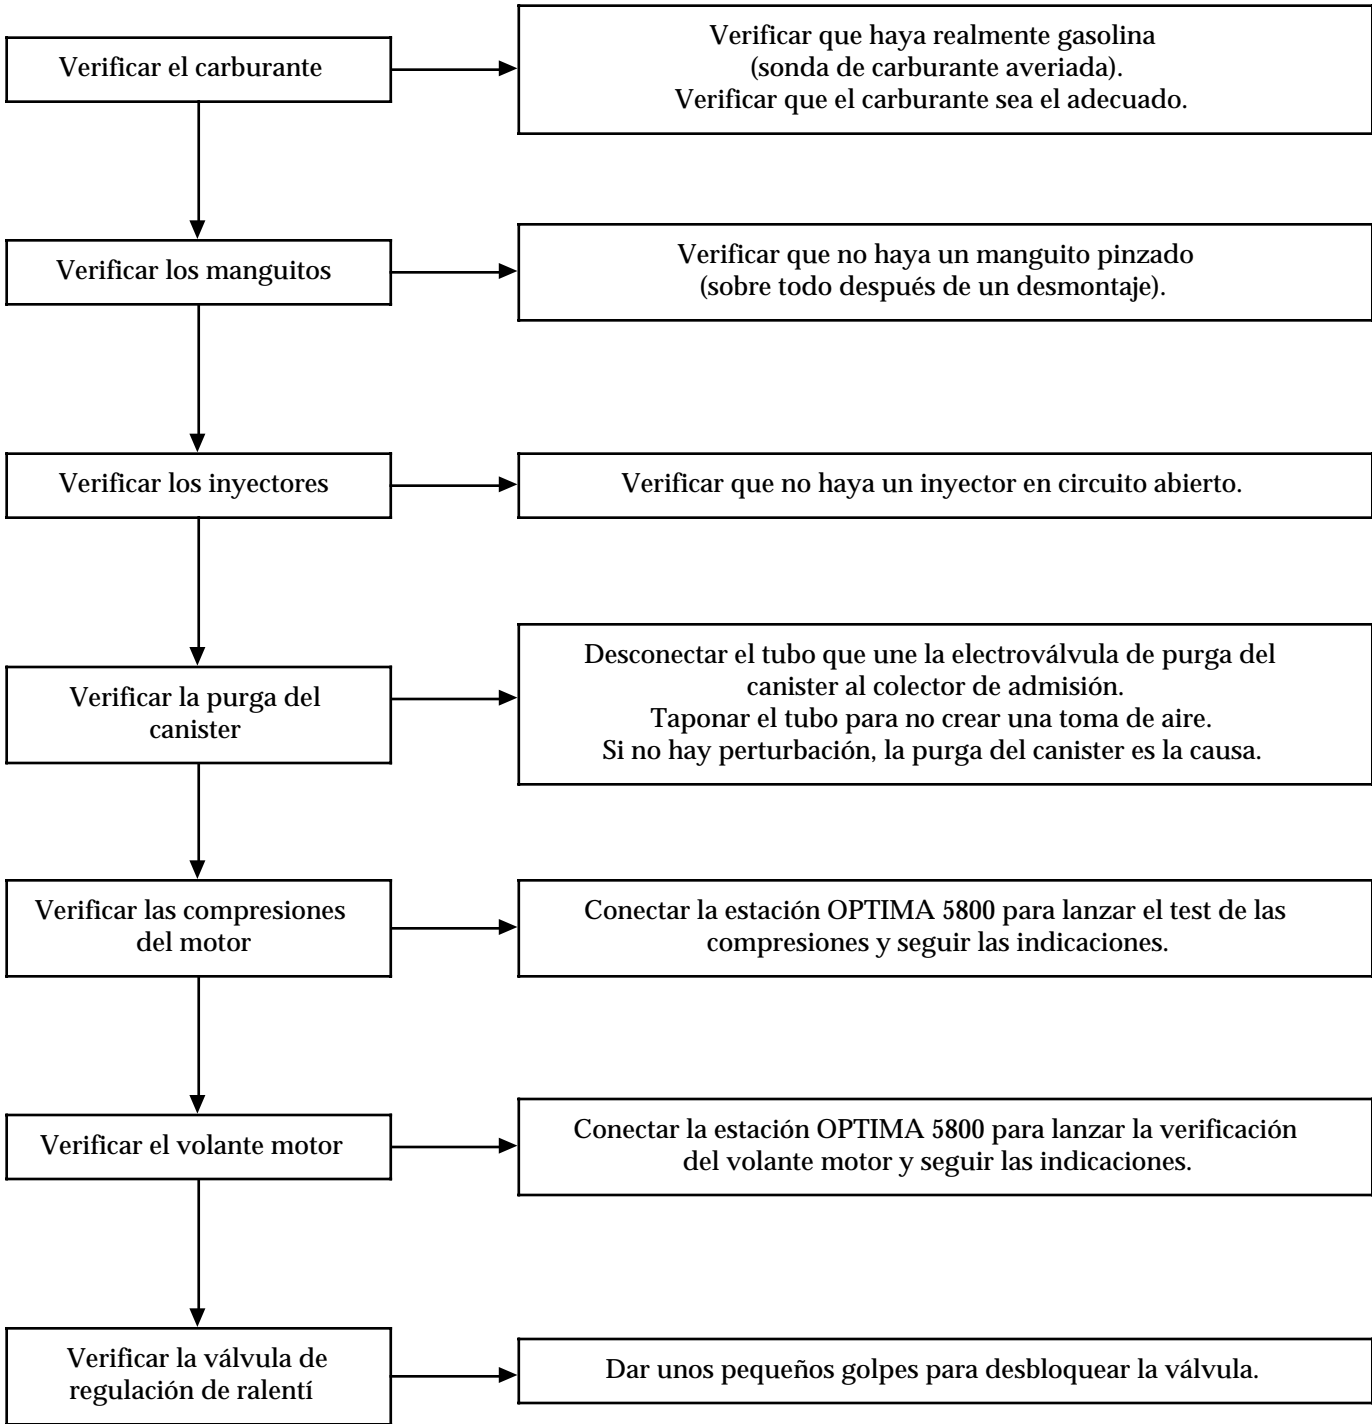 Verificar el carburante
Verificar que haya realmente gasolina
(sonda de carburante averiada).
Verificar que el carburante sea el adecuado.
Verificar los manguitos
Verificar que no haya un manguito pinzado
(sobre todo después de un desmontaje).
Verificar los inyectores
Verificar que no haya un inyector en circuito abierto.
Verificar la purga del
canister
Desconectar el tubo que une la electroválvula de purga del
canister al colector de admisión.
Taponar el tubo para no crear una toma de aire.
Si no hay perturbación, la purga del canister es la causa.
Verificar las compresiones
del motor
Conectar la estación OPTIMA 5800 para lanzar el test de las
compresiones y seguir las indicaciones.
Verificar el volante motor
Conectar la estación OPTIMA 5800 para lanzar la verificación
del volante motor y seguir las indicaciones.
Verificar la válvula de
regulación de ralentí
Dar unos pequeños golpes para desbloquear la válvula.